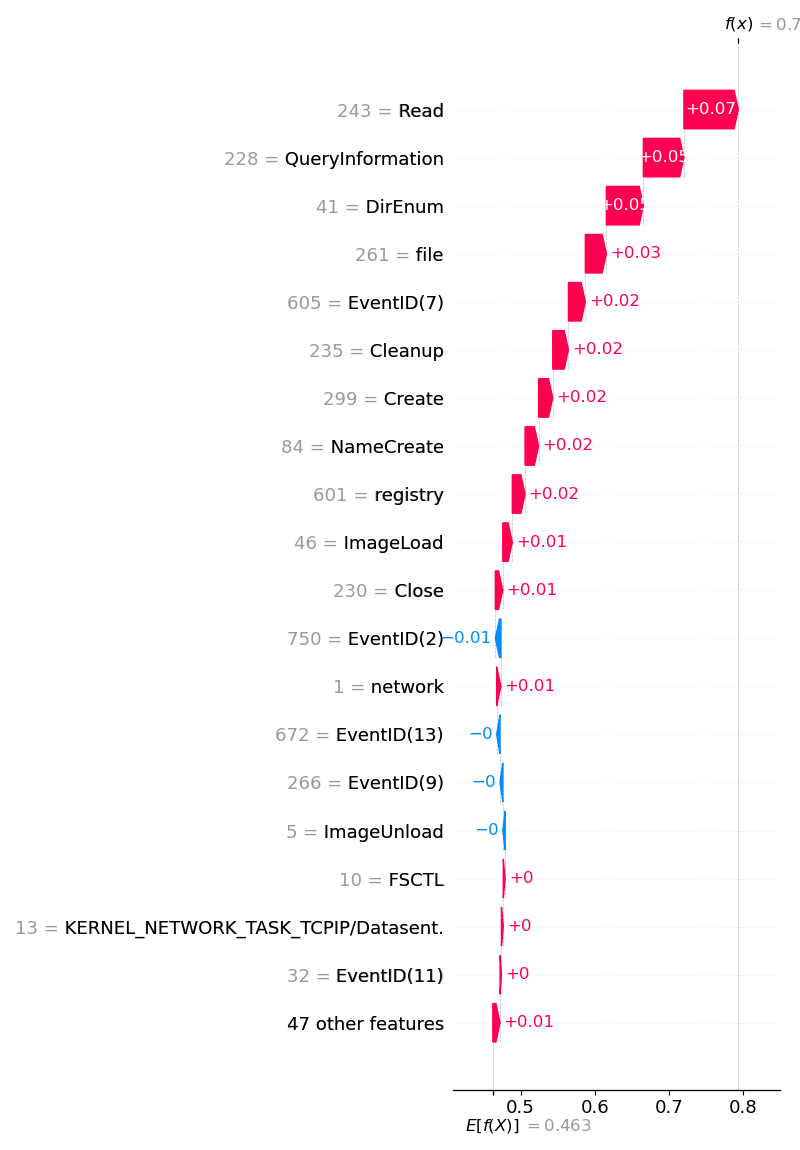 f(x) = 0.7
243 = Read +0.07
228 = QueryInformation +0.05
41 = DirEnum +0.05
261 = file +0.03
605 = EventID(7) +0.02
235 = Cleanup +0.02
299 = Create +0.02
84 = NameCreate +0.02
601 = registry +0.02
46 = ImageLoad +0.01
230 = Close +0.01
750 = EventID(2) −0.01
1 = network +0.01
672 = EventID(13) −0
266 = EventID(9) −0
5 = ImageUnload −0
10 = FSCTL +0
13 = KERNEL_NETWORK_TASK_TCPIP/Datasent. +0
32 = EventID(11) +0
47 other features +0.01
0.5 0.6 0.7 0.8
E[f(X)] = 0.463